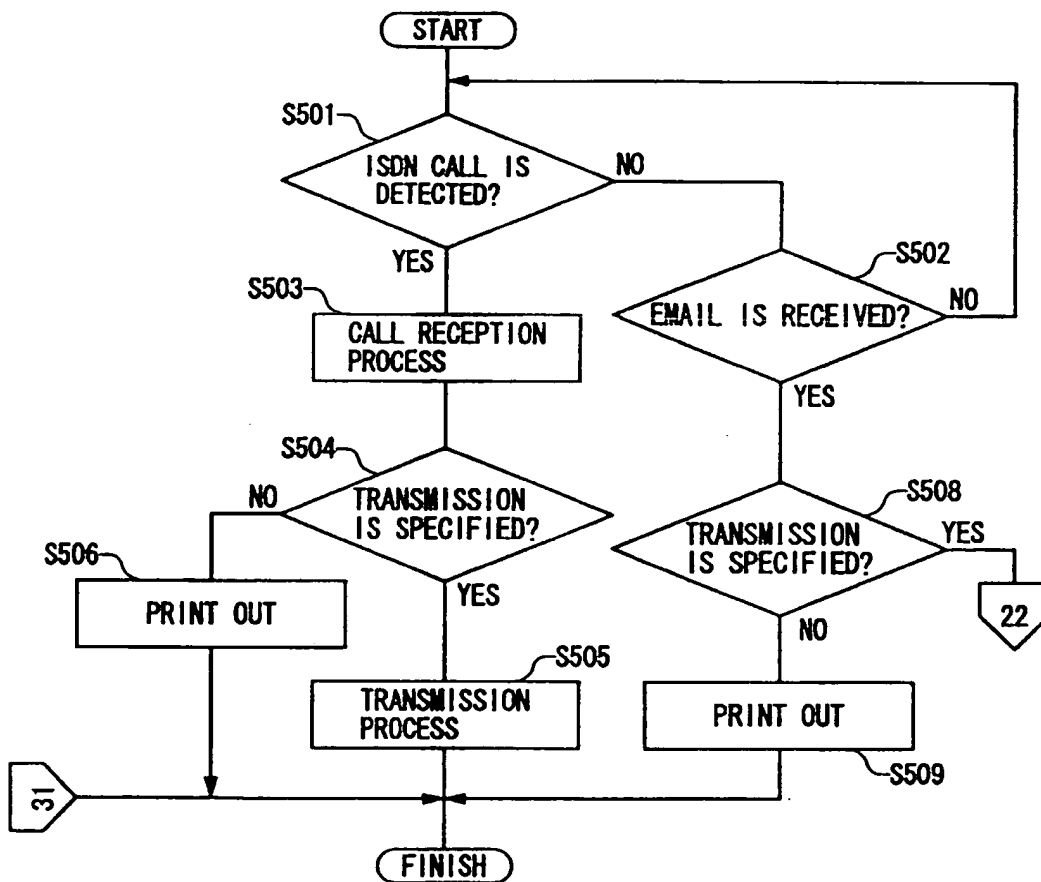 START
S501
ISDN CALL IS
DETECTED?
NO
YES
S502
EMAIL IS RECEIVED?
NO
YES
S503
CALL RECEPTION
PROCESS
S504
TRANSMISSION
IS SPECIFIED?
NO
YES
S508
TRANSMISSION
IS SPECIFIED?
YES
NO
22
S506
PRINT OUT
S505
TRANSMISSION
PROCESS
PRINT OUT
S509
31
FINISH